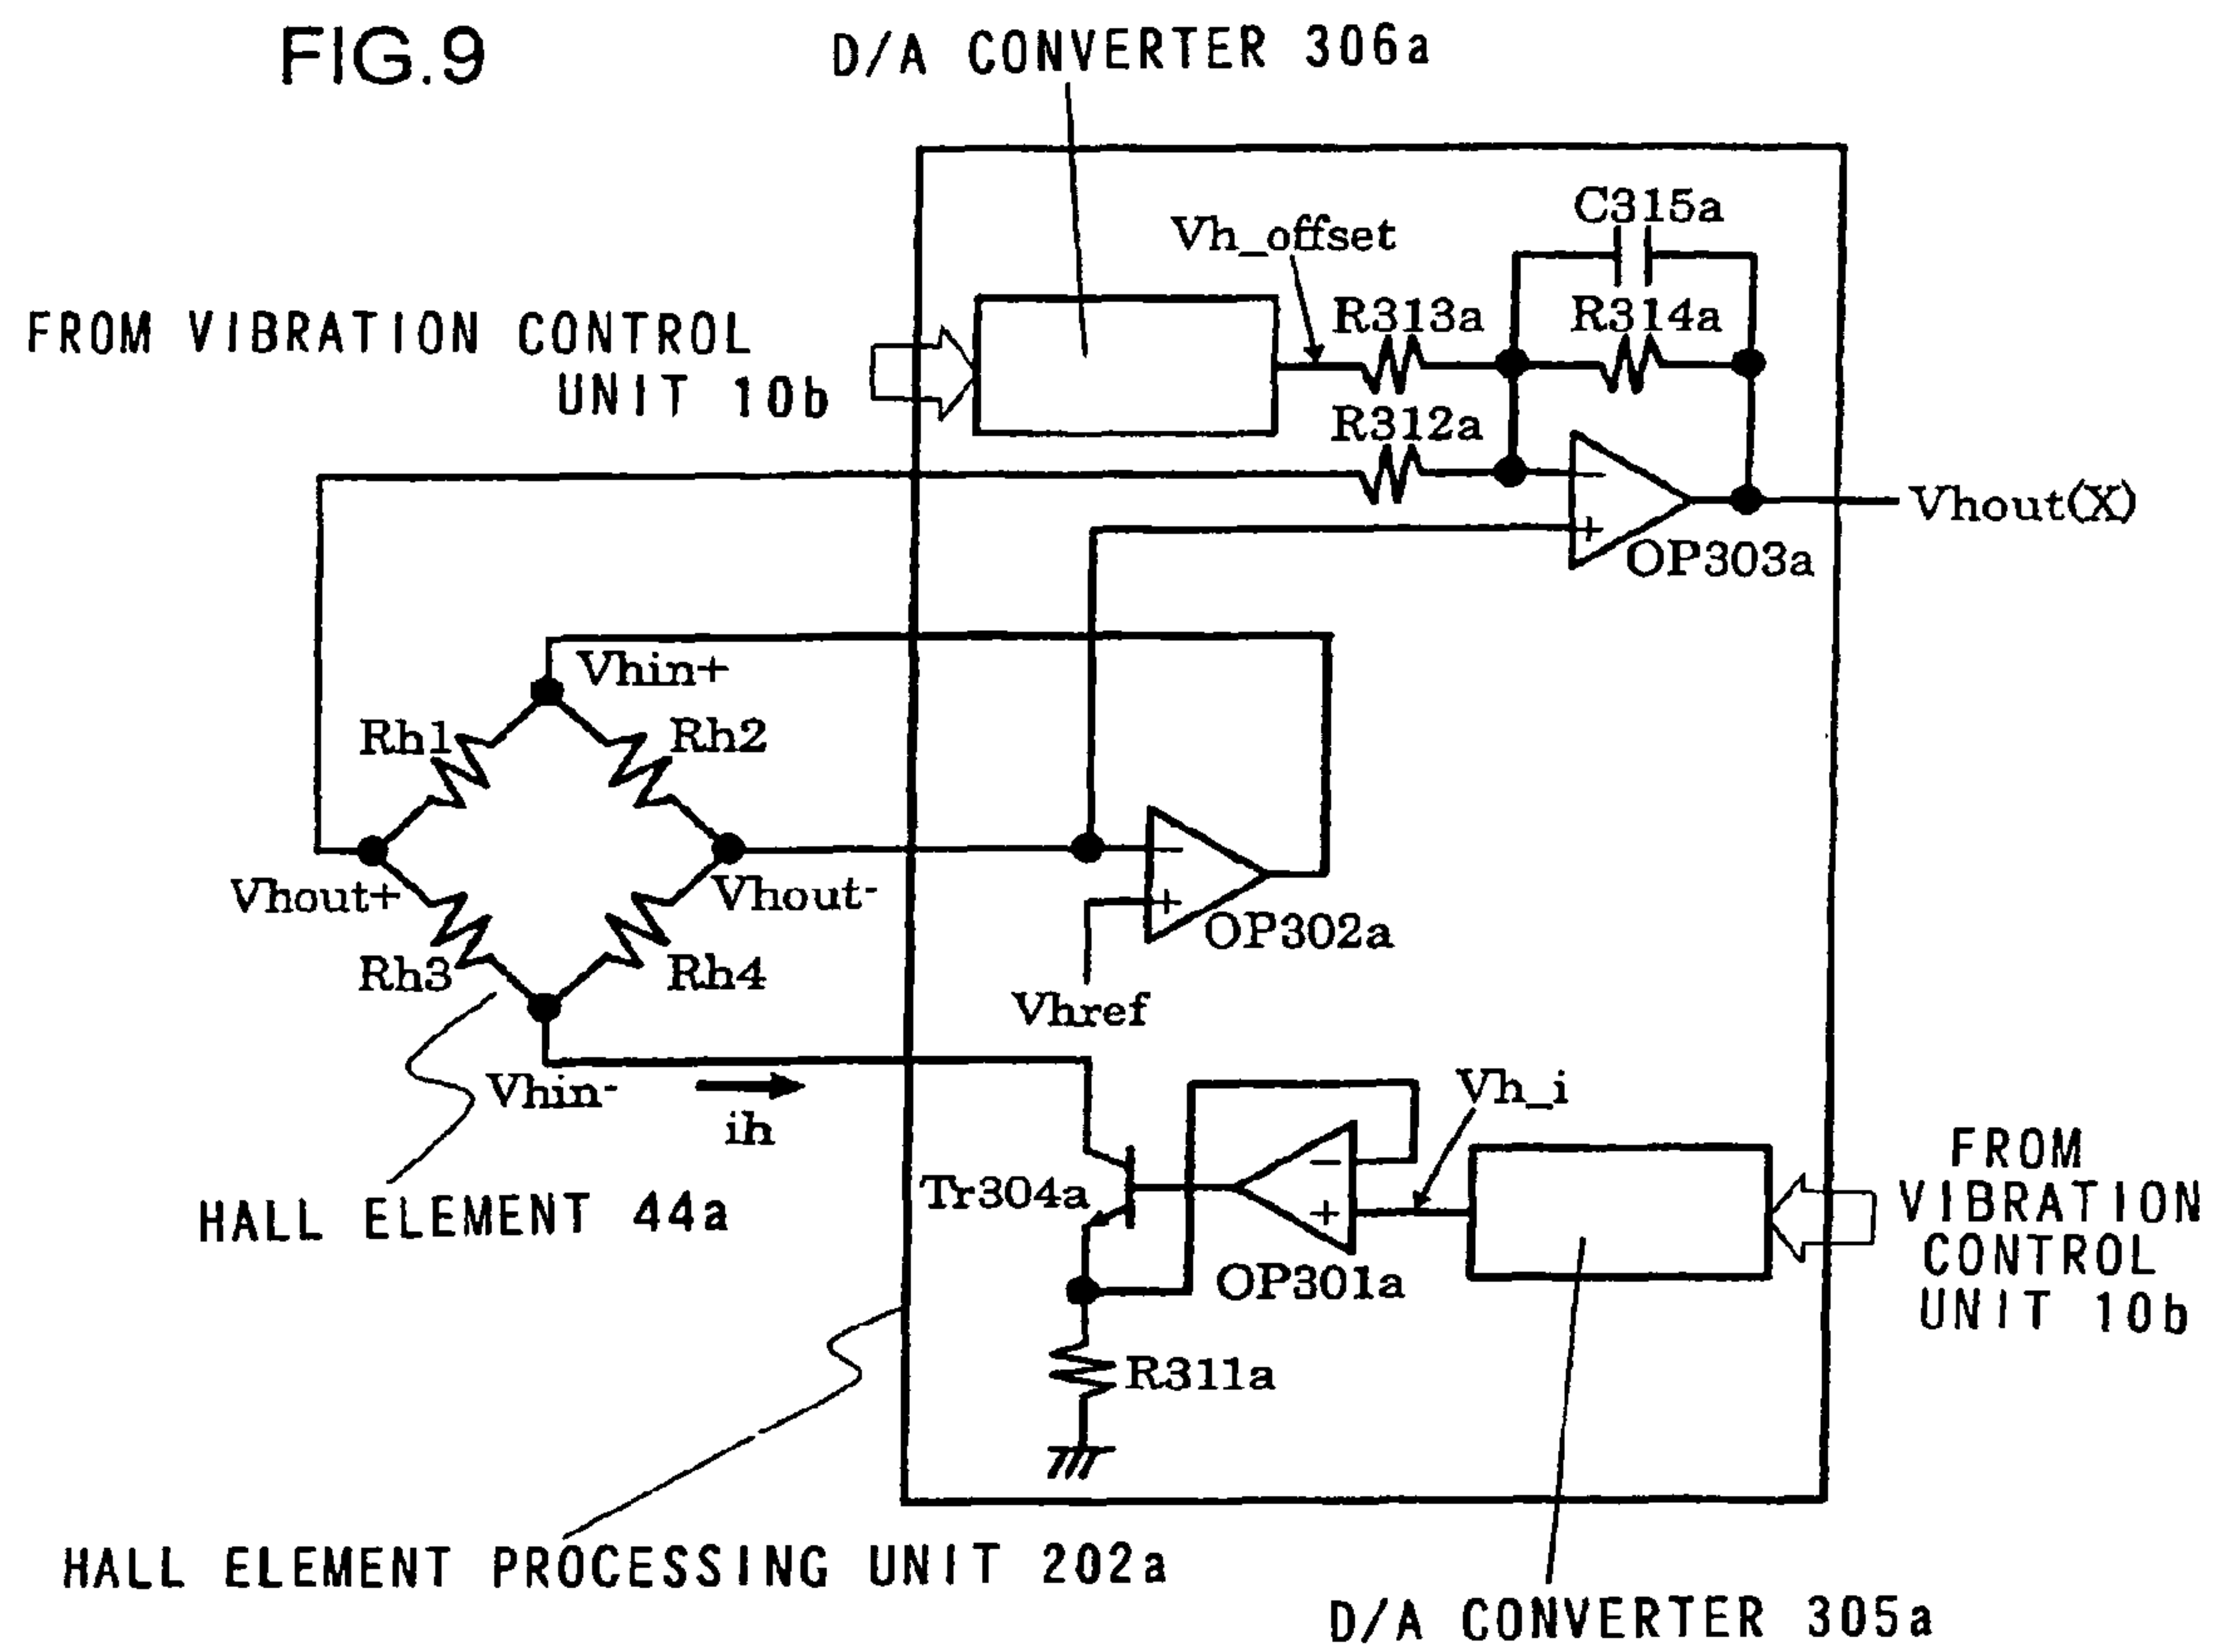 FIG.9
D/A CONVERTER 306a
C315a
Vh_offset
R313a
R314a
FROM VIBRATION CONTROL
UNIT 10b
R312a
−
+
Vhout(X)
OP303a
Vhin+
Rh1
Rh2
−
Vhout+
Vhout-
+
OP302a
Rh3
Rh4
Vhref
Vhin-
ih
Vh_i
FROM
VIBRATION
CONTROL
UNIT 10b
−
+
Tr304a
HALL ELEMENT 44a
OP301a
R311a
HALL ELEMENT PROCESSING UNIT 202a
D/A CONVERTER 305a